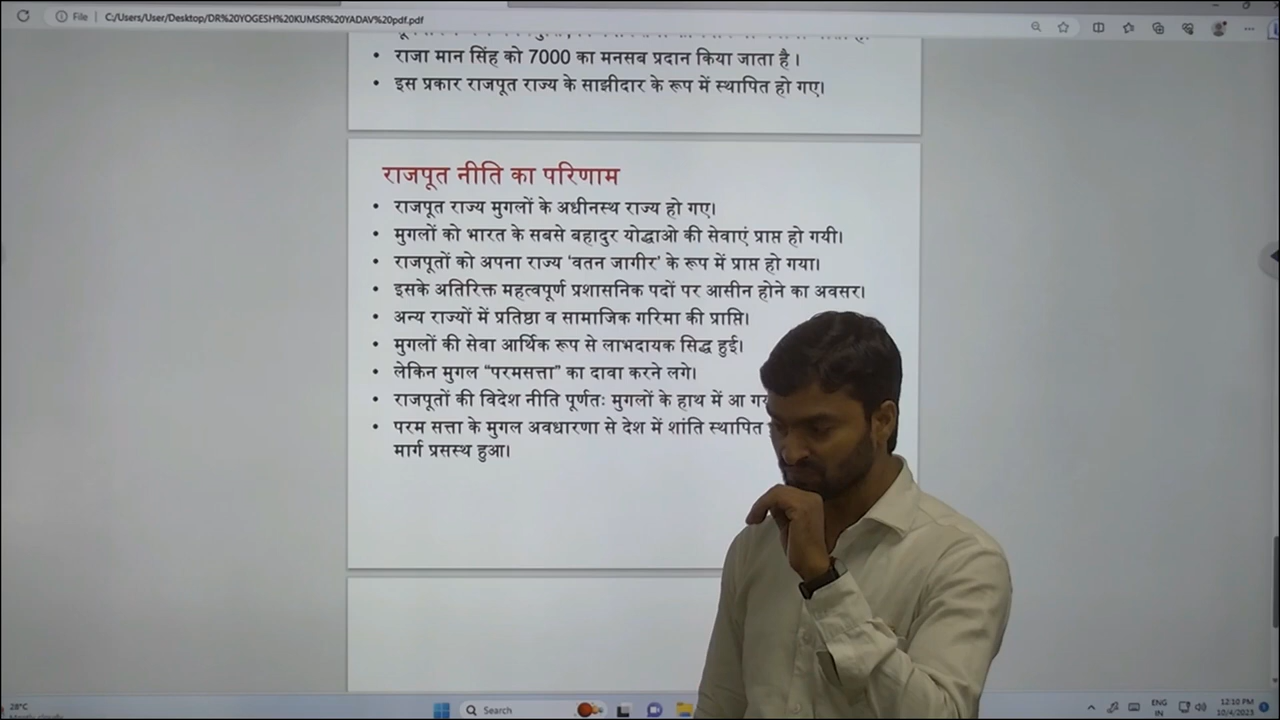 File C:/Users/User/Desktop/DR%20YOGESH%20KUMSR%20YADAV%20pdf.pdf
• राजा मान सिंह को 7000 का मनसब प्रदान किया जाता है ।
• इस प्रकार राजपूत राज्य के साझीदार के रूप में स्थापित हो गए।
राजपूत नीति का परिणाम
• राजपूत राज्य मुगलों के अधीनस्थ राज्य हो गए।
• मुगलों को भारत के सबसे बहादुर योद्धाओ की सेवाएं प्राप्त हो गयी।
• राजपूतों को अपना राज्य ‘वतन जागीर’ के रूप में प्राप्त हो गया।
• इसके अतिरिक्त महत्वपूर्ण प्रशासनिक पदों पर आसीन होने का अवसर।
• अन्य राज्यों में प्रतिष्ठा व सामाजिक गरिमा की प्राप्ति।
• मुगलों की सेवा आर्थिक रूप से लाभदायक सिद्ध हुई।
• लेकिन मुगल “परमसत्ता” का दावा करने लगे।
• राजपूतों की विदेश नीति पूर्णतः मुगलों के हाथ में आ
• परम सत्ता के मुगल अवधारणा से देश में शांति स्थापित
मार्ग प्रसस्थ हुआ।
28°C
Mostly cloudy
Search
ENG
IN
12:10 PM
10/4/2023